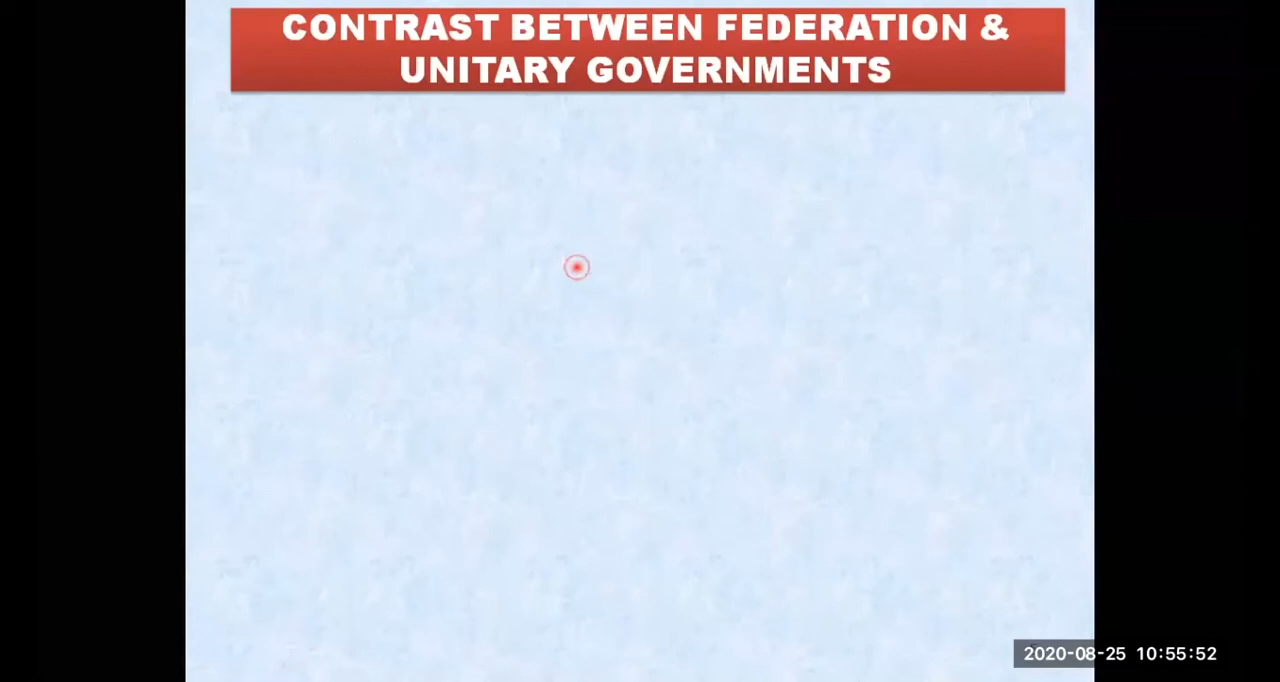 CONTRAST BETWEEN FEDERATION &
UNITARY GOVERNMENTS
2020-08-25 10:55:52